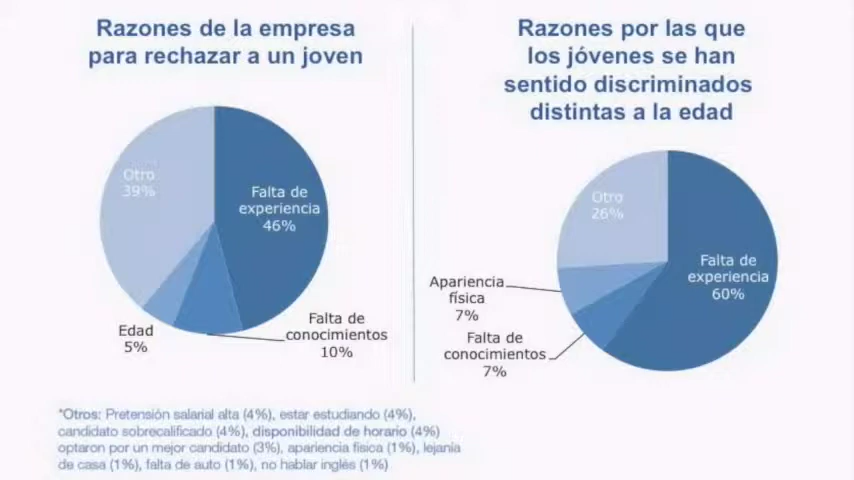 Razones de la empresa
para rechazar a un joven
Otro
39%
Falta de
experiencia
46%
Edad
5%
Falta de
conocimientos
10%
Razones por las que
los jóvenes se han
sentido discriminados
distintas a la edad
Otro
26%
Falta de
experiencia
60%
Apariencia
física
7%
Falta de
conocimientos
7%
*Otros: Pretensión salarial alta (4%), estar estudiando (4%),
candidato sobrecalificado (4%), disponibilidad de horario (4%)
optaron por un mejor candidato (3%), apariencia física (1%), lejanía
de casa (1%), falta de auto (1%), no hablar inglés (1%)